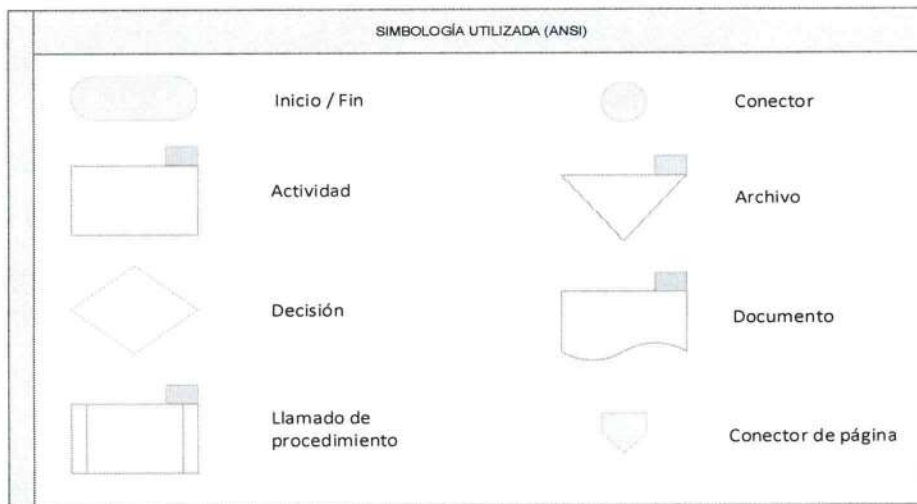 SIMBOLOGÍA UTILIZADA (ANSI)
Inicio / Fin
Conector
Actividad
Archivo
Decisión
Documento
Llamado de
procedimiento
Conector de página